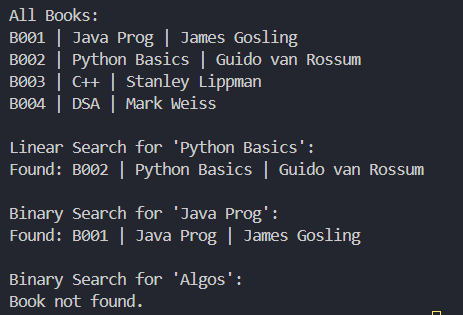 All Books:
B001 | Java Prog | James Gosling
B002 | Python Basics | Guido van Rossum
B003 | C++ | Stanley Lippman
B004 | DSA | Mark Weiss
Linear Search for 'Python Basics':
Found: B002 | Python Basics | Guido van Rossum
Binary Search for 'Java Prog':
Found: B001 | Java Prog | James Gosling
Binary Search for 'Algos':
Book not found.